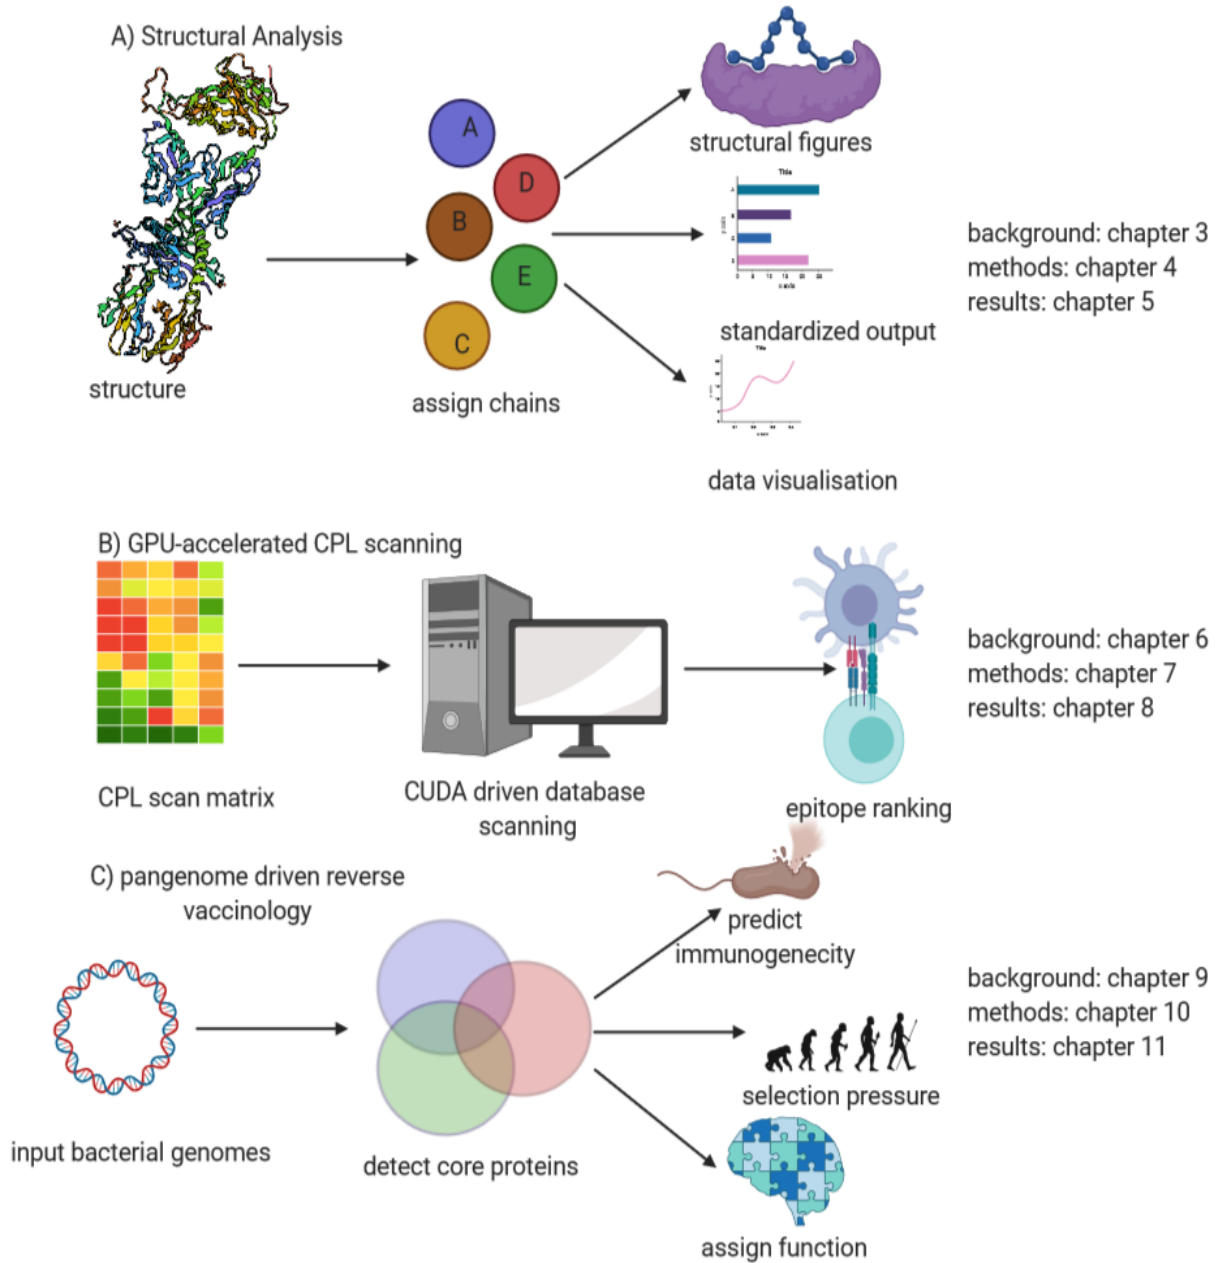 A) Structural Analysis
A
D
B
E
C
structure
assign chains
structural figures
Title
standardized output
Title
data visualisation
background: chapter 3
methods: chapter 4
results: chapter 5
B) GPU-accelerated CPL scanning
CPL scan matrix
CUDA driven database
scanning
epitope ranking
background: chapter 6
methods: chapter 7
results: chapter 8
C) pangenome driven reverse
vaccinology
input bacterial genomes
detect core proteins
predict
immunogenecity
selection pressure
assign function
background: chapter 9
methods: chapter 10
results: chapter 11